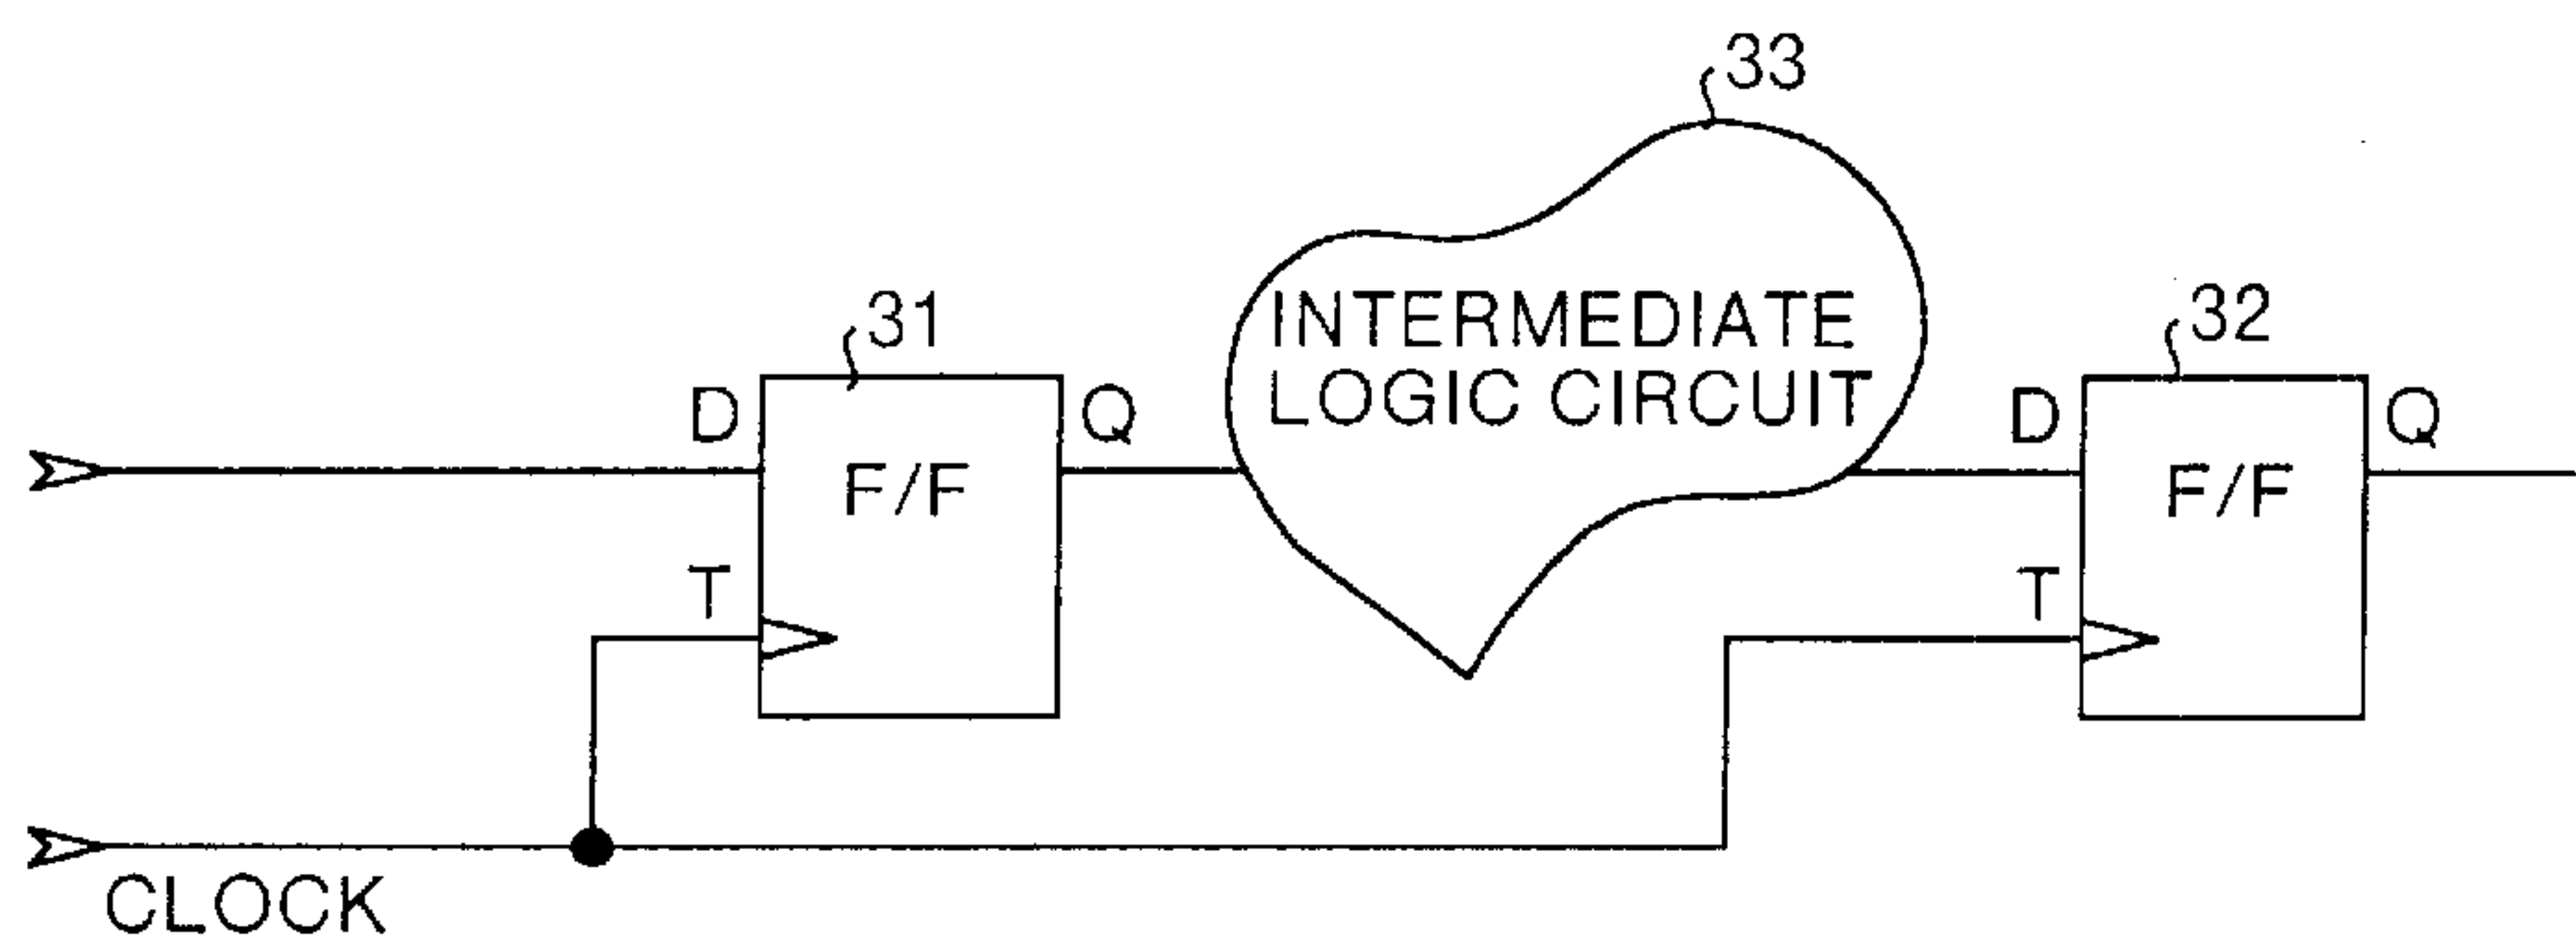 33
31
INTERMEDIATE
LOGIC CIRCUIT
32
D
Q
D
Q
F/F
F/F
T
T
CLOCK